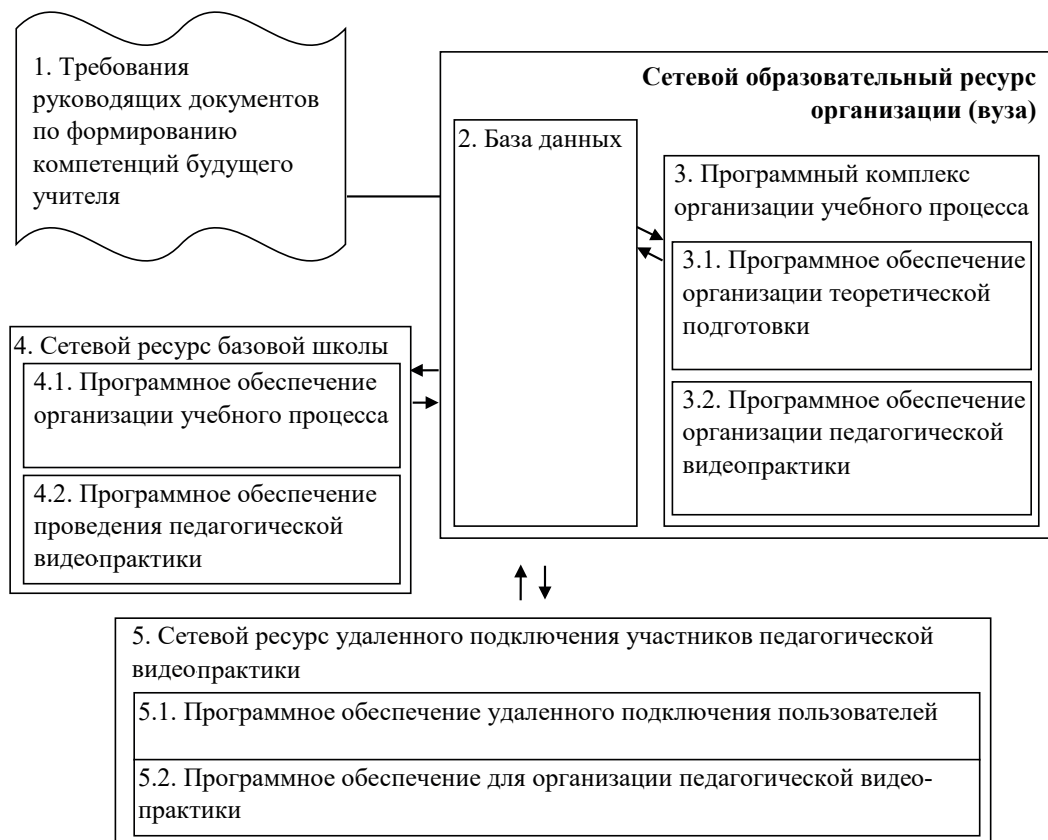 1. Требования
руководящих документов
по формированию
компетенций будущего
учителя
Сетевой образовательный ресурс
организации (вуза)
2. База данных
3. Программный комплекс
организации учебного процесса
3.1. Программное обеспечение
организации теоретической
подготовки
3.2. Программное обеспечение
организации педагогической
видеопрактики
4. Сетевой ресурс базовой школы
4.1. Программное обеспечение
организации учебного процесса
4.2. Программное обеспечение
проведения педагогической
видеопрактики
5. Сетевой ресурс удаленного подключения участников педагогической
видеопрактики
5.1. Программное обеспечение удаленного подключения пользователей
5.2. Программное обеспечение для организации педагогической видео-
практики